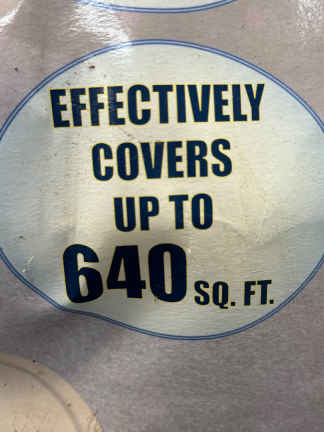 EFFECTIVELY
COVERS
UP TO
640 SQ. FT.